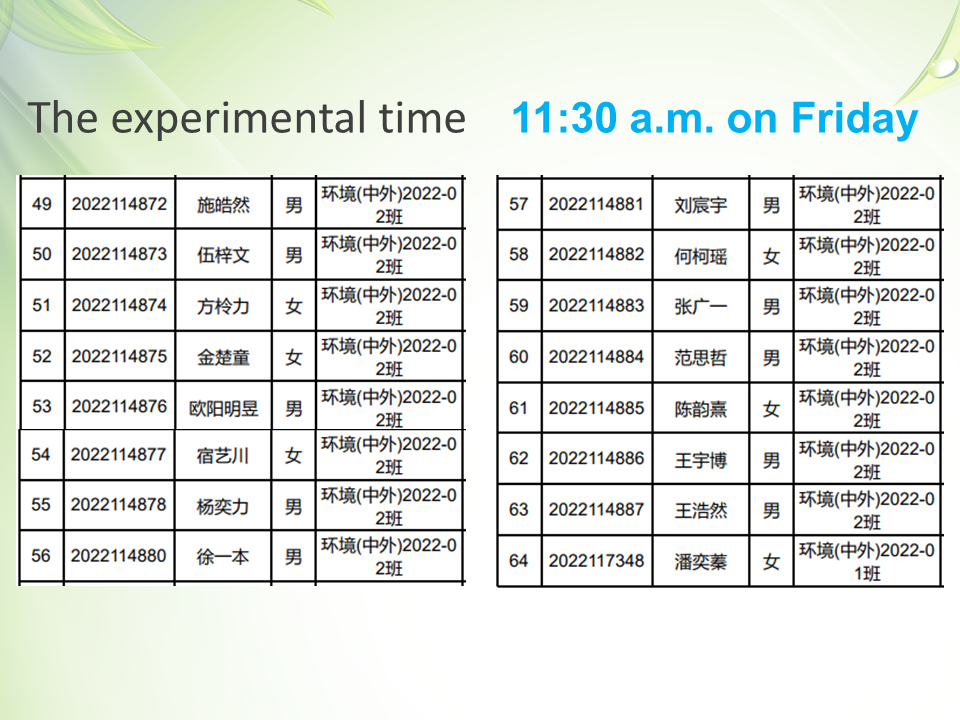 The experimental time 11:30 a.m. on Friday
49 2022114872 施皓然 男 环境(中外)2022-0
2班
50 2022114873 伍梓文 男 环境(中外)2022-0
2班
51 2022114874 方柃力 女 环境(中外)2022-0
2班
52 2022114875 金楚童 女 环境(中外)2022-0
2班
53 2022114876 欧阳明昱 男 环境(中外)2022-0
2班
54 2022114877 宿艺川 女 环境(中外)2022-0
2班
55 2022114878 杨奕力 男 环境(中外)2022-0
2班
56 2022114880 徐一本 男 环境(中外)2022-0
2班
57 2022114881 刘宸宇 男 环境(中外)2022-0
2班
58 2022114882 何柯瑶 女 环境(中外)2022-0
2班
59 2022114883 张广一 男 环境(中外)2022-0
2班
60 2022114884 范思哲 男 环境(中外)2022-0
2班
61 2022114885 陈韵熹 女 环境(中外)2022-0
2班
62 2022114886 王宇博 男 环境(中外)2022-0
2班
63 2022114887 王浩然 男 环境(中外)2022-0
2班
64 2022117348 潘奕蓁 女 环境(中外)2022-0
1班